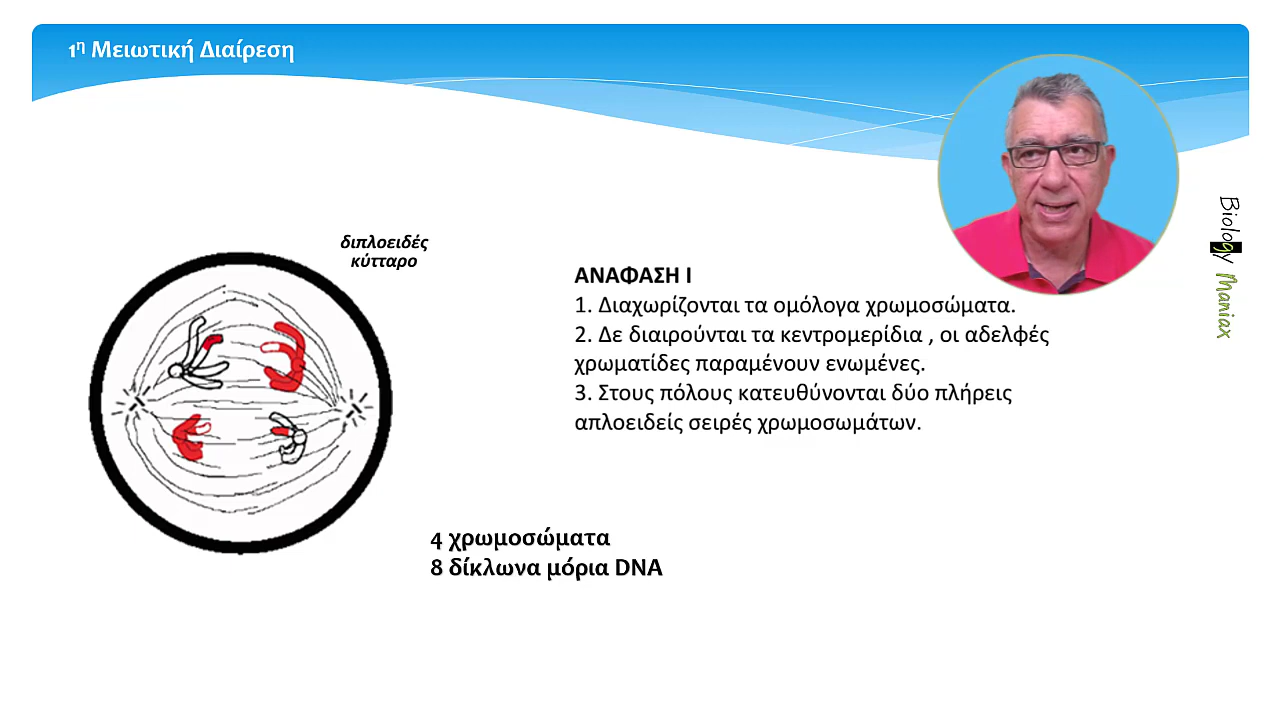 1η Μειωτική Διαίρεση
διπλοειδές
κύτταρο
ΑΝΑΦΑΣΗ Ι
1. Διαχωρίζονται τα ομόλογα χρωμοσώματα.
2. Δε διαιρούνται τα κεντρομερίδια , οι αδελφές
χρωματίδες παραμένουν ενωμένες.
3. Στους πόλους κατευθύνονται δύο πλήρεις
απλοειδείς σειρές χρωμοσωμάτων.
4 χρωμοσώματα
8 δίκλωνα μόρια DNA
Biology Maniax